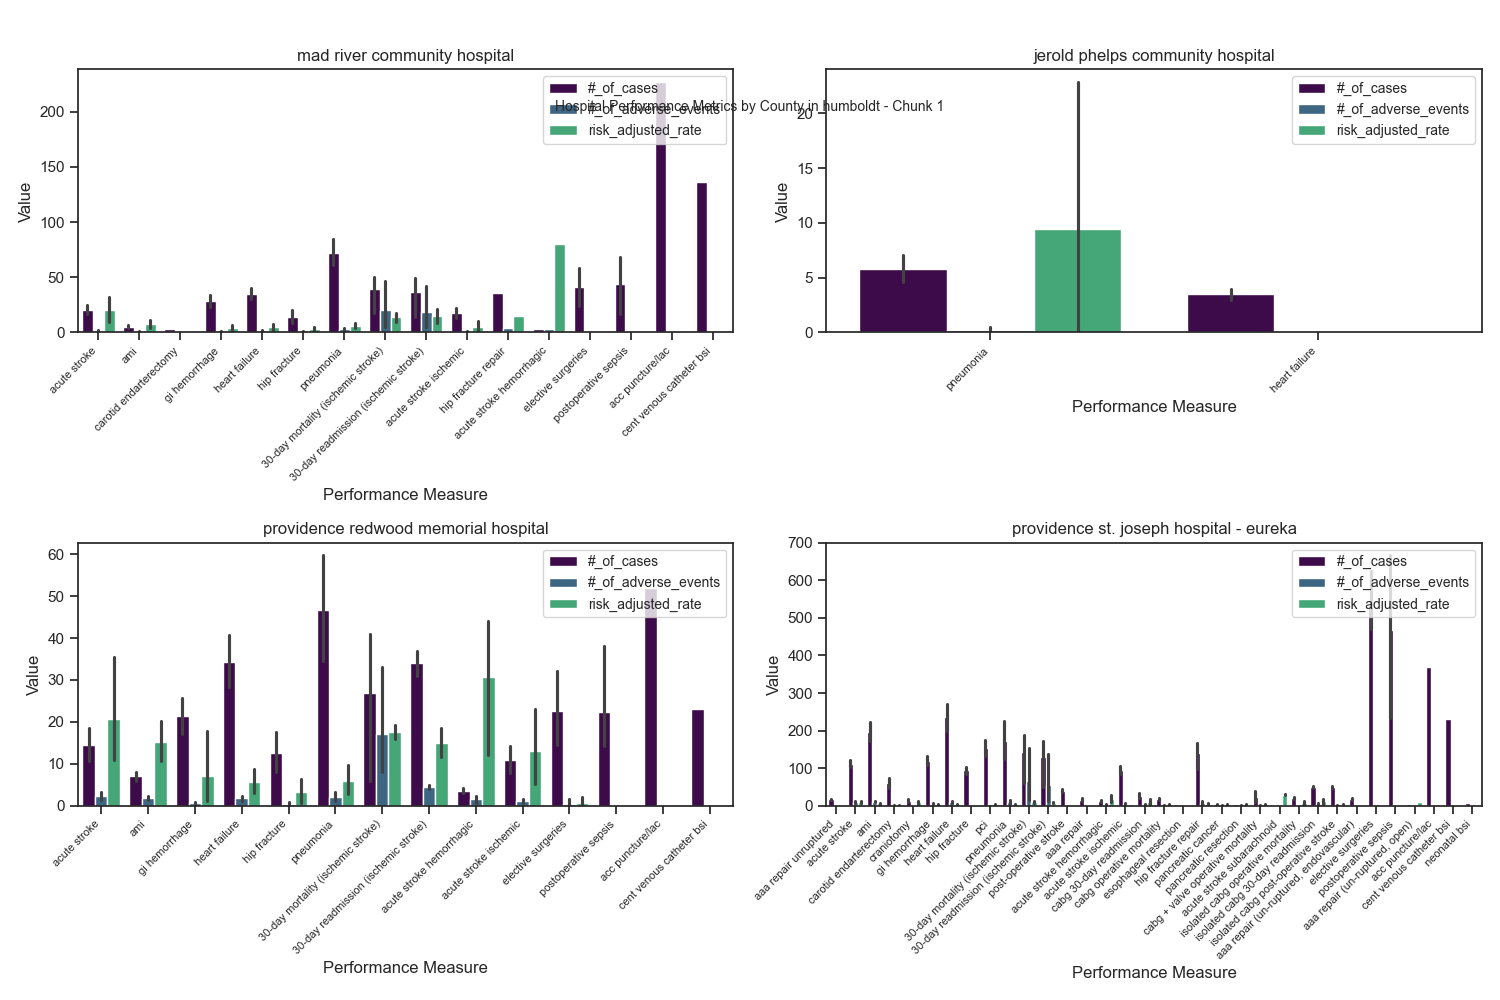 mad river community hospital
#_of_cases
#_of_adverse_events
risk_adjusted_rate
Hospital Performance Metrics by County in humboldt - Chunk 1
Value
200
150
100
50
0
acute stroke
ami
carotid endarterectomy
gi hemorrhage
heart failure
hip fracture
pneumonia
30-day mortality (ischemic stroke)
30-day readmission (ischemic stroke)
acute stroke ischemic
hip fracture repair
acute stroke hemorrhagic
elective surgeries
postoperative sepsis
acc puncture/lac
cent venous catheter bsi
Performance Measure
jerold phelps community hospital
#_of_cases
#_of_adverse_events
risk_adjusted_rate
Value
20
15
10
5
0
pneumonia
heart failure
Performance Measure
providence redwood memorial hospital
#_of_cases
#_of_adverse_events
risk_adjusted_rate
Value
60
50
40
30
20
10
0
acute stroke
ami
gi hemorrhage
heart failure
hip fracture
pneumonia
30-day mortality (ischemic stroke)
30-day readmission (ischemic stroke)
acute stroke hemorrhagic
acute stroke ischemic
elective surgeries
postoperative sepsis
acc puncture/lac
cent venous catheter bsi
Performance Measure
providence st. joseph hospital - eureka
#_of_cases
#_of_adverse_events
risk_adjusted_rate
Value
700
600
500
400
300
200
100
0
aaa repair unruptured
acute stroke
ami
carotid endarterectomy
craniotomy
gi hemorrhage
heart failure
hip fracture
pci
pneumonia
30-day mortality (ischemic stroke)
30-day readmission (ischemic stroke)
post-operative stroke
aaa repair
acute stroke hemorrhagic
acute stroke ischemic
cabg 30-day readmission
cabg operative mortality
esophageal resection
hip fracture repair
pancreatic cancer
pancreatic resection
cabg + valve operative mortality
acute stroke subarachnoid
isolated cabg operative mortality
isolated cabg 30-day readmission
isolated cabg post-operative stroke
aaa repair (un-ruptured, endovascular)
elective surgeries
postoperative sepsis
aaa repair (un-ruptured, open)
acc puncture/lac
cent venous catheter bsi
neonatal bsi
Performance Measure